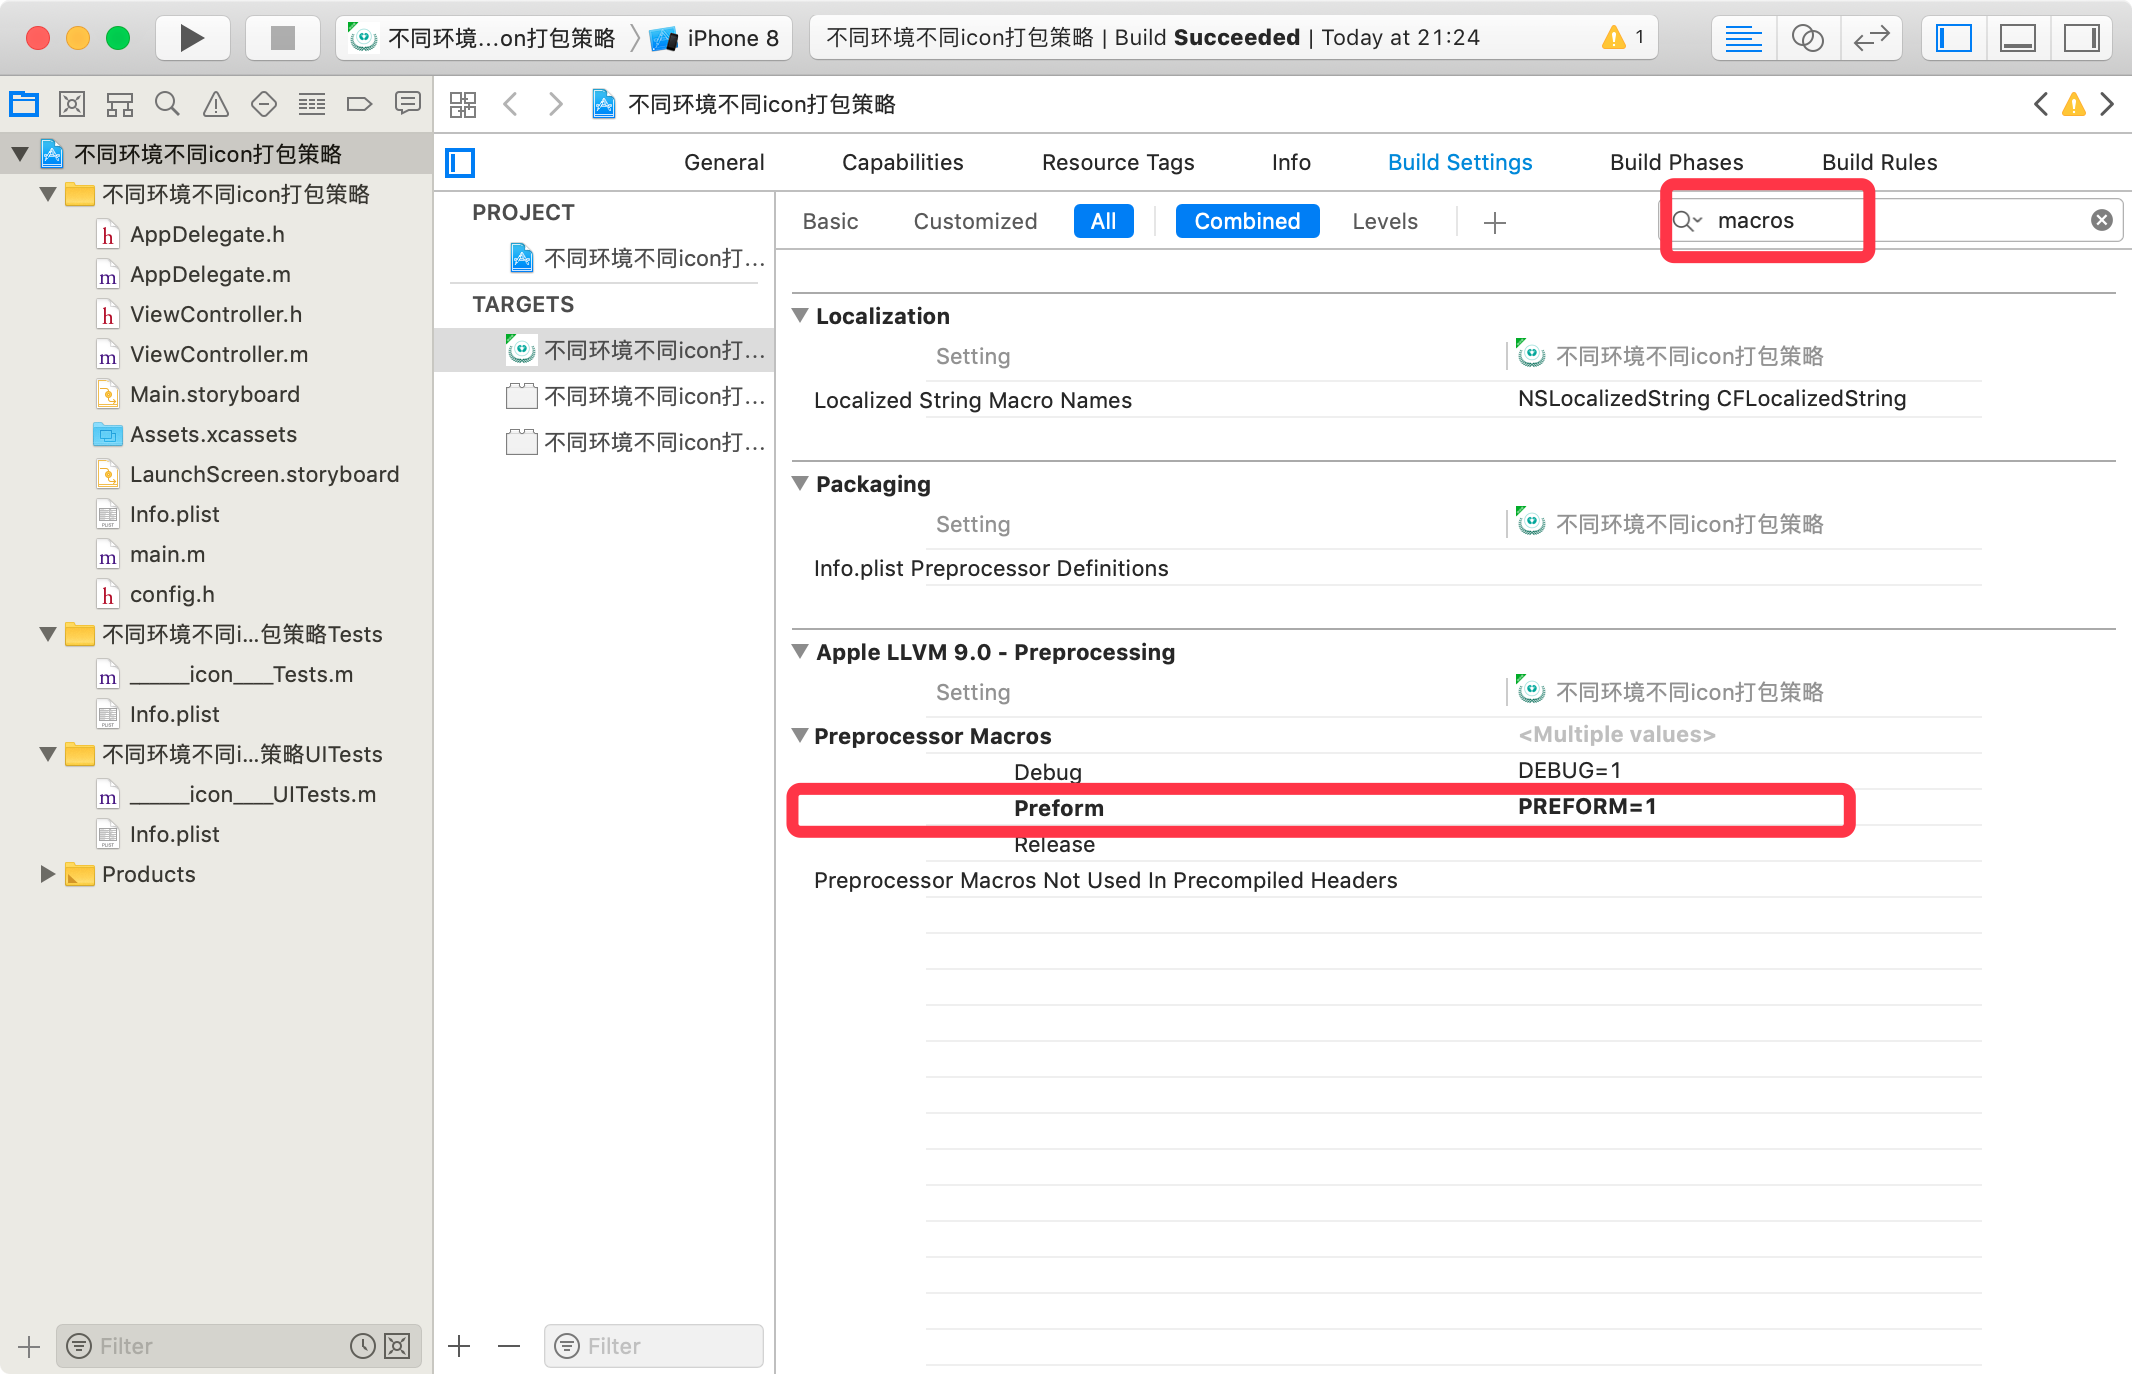 不同环境…on打包策略 iPhone 8
不同环境不同icon打包策略 | Build Succeeded | Today at 21:24
1
不同环境不同icon打包策略
不同环境不同icon打包策略
不同环境不同icon打包策略
AppDelegate.h
AppDelegate.m
ViewController.h
ViewController.m
Main.storyboard
Assets.xcassets
LaunchScreen.storyboard
Info.plist
main.m
config.h
不同环境不同i…包策略Tests
______icon____Tests.m
Info.plist
不同环境不同i…策略UITests
______icon____UITests.m
Info.plist
Products
Filter
General Capabilities Resource Tags Info Build Settings Build Phases Build Rules
PROJECT
不同环境不同icon打…
TARGETS
不同环境不同icon打…
不同环境不同icon打…
不同环境不同icon打…
Filter
Basic Customized All Combined Levels
macros
Localization
Setting 不同环境不同icon打包策略
Localized String Macro Names NSLocalizedString CFLocalizedString
Packaging
Setting 不同环境不同icon打包策略
Info.plist Preprocessor Definitions
Apple LLVM 9.0 - Preprocessing
Setting 不同环境不同icon打包策略
Preprocessor Macros <Multiple values>
Debug DEBUG=1
Preform PREFORM=1
Release
Preprocessor Macros Not Used In Precompiled Headers